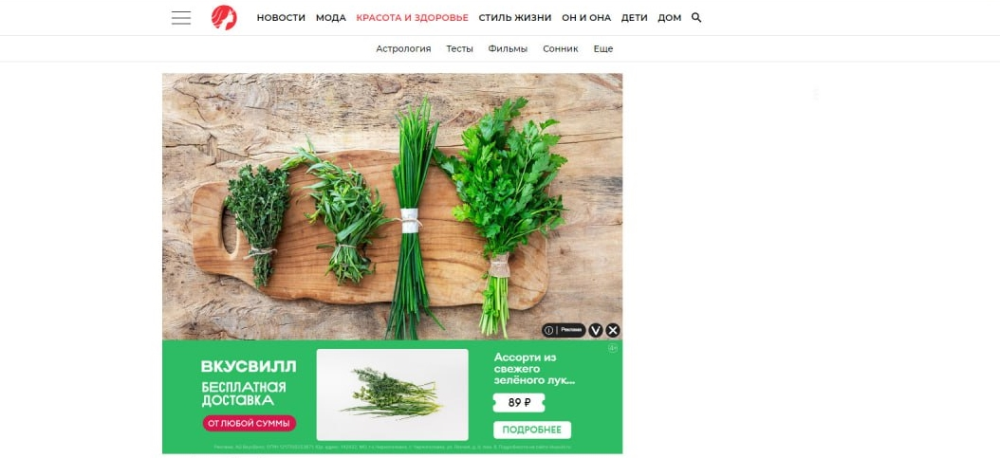 НОВОСТИ МОДА КРАСОТА И ЗДОРОВЬЕ СТИЛЬ ЖИЗНИ ОН И ОНА ДЕТИ ДОМ
Астрология Тесты Фильмы Сонник Еще
Реклама
ВКУСВИЛЛ
БЕСПЛАТНАЯ
ДОСТАВКА
ОТ ЛЮБОЙ СУММЫ
Ассорти из
свежего
зелёного лук...
89 ₽
ПОДРОБНЕЕ